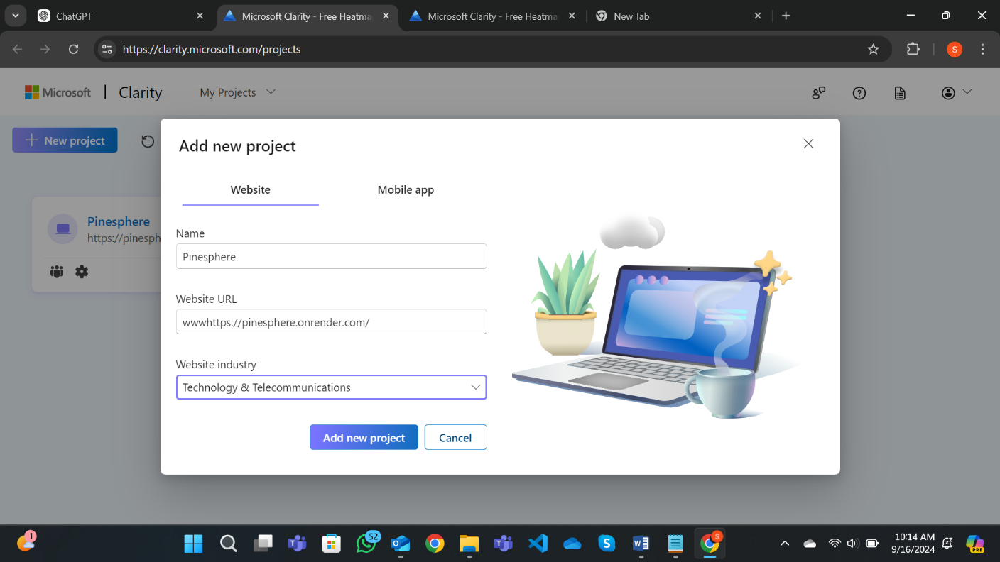 ChatGPT
Microsoft Clarity - Free Heatma
Microsoft Clarity - Free Heatma
New Tab
https://clarity.microsoft.com/projects
S
Microsoft | Clarity
My Projects
New project
Add new project
Website
Mobile app
Pinesphere
https://pinesph
Name
Pinesphere
Website URL
wwwhttps://pinesphere.onrender.com/
Website industry
Technology & Telecommunications
Add new project
Cancel
1
52
S
10:14 AM
9/16/2024
PRE